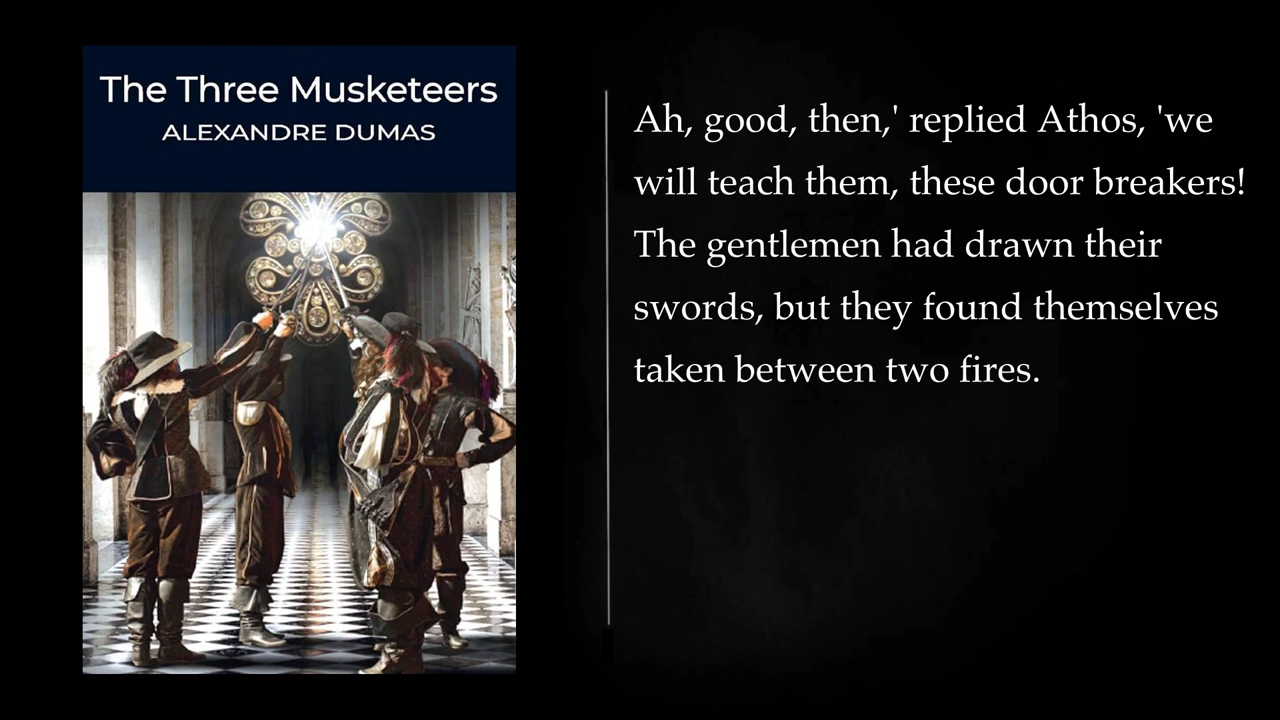 The Three Musketeers
ALEXANDRE DUMAS
Ah, good, then,' replied Athos, 'we
will teach them, these door breakers!
The gentlemen had drawn their
swords, but they found themselves
taken between two fires.